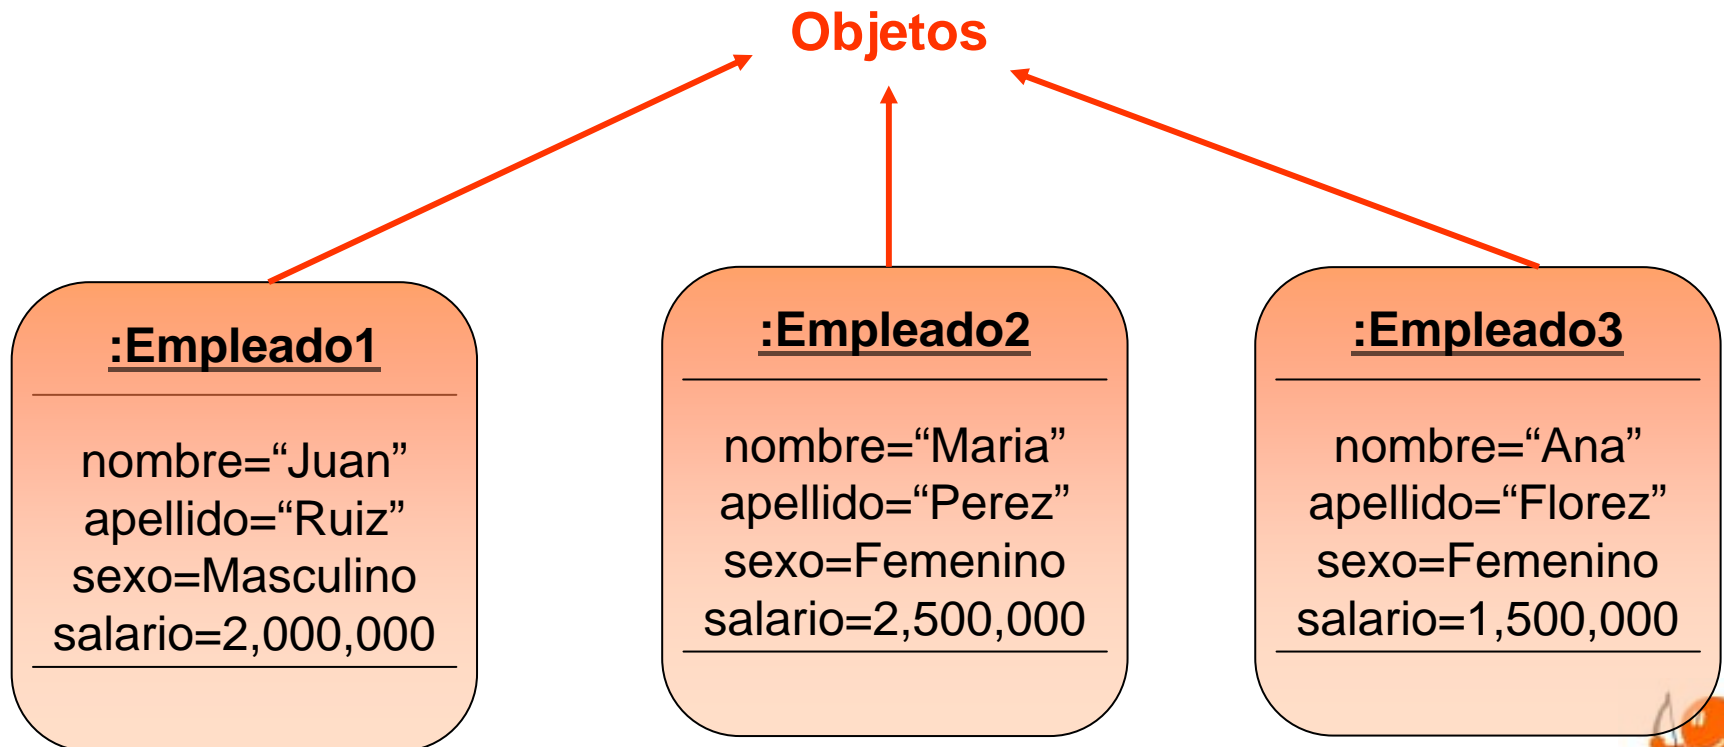 Objetos
:Empleado1
nombre=“Juan”
apellido=“Ruiz”
sexo=Masculino
salario=2,000,000
:Empleado2
nombre=“Maria”
apellido=“Perez”
sexo=Femenino
salario=2,500,000
:Empleado3
nombre=“Ana”
apellido=“Florez”
sexo=Femenino
salario=1,500,000